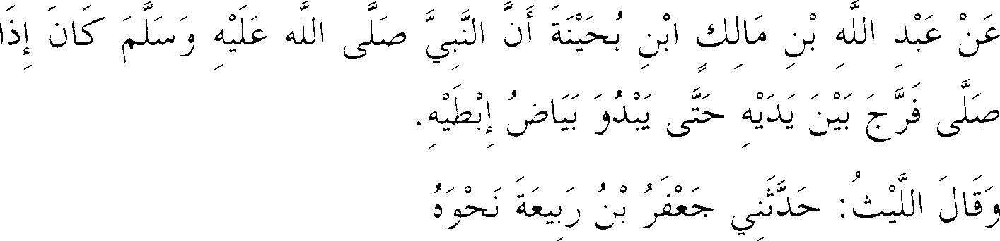 عَنْ عَبْدِ اللَّهِ بْنِ مَالِكٍ ابْنِ بُحَيْنَةَ أَنَّ النَّبِيَّ صَلَّى اللَّه عَلَيْهِ وَسَلَّمَ كَانَ إِذَا
صَلَّى فَرَّجَ بَيْنَ يَدَيْهِ حَتَّى يَبْدُوَ بَيَاضُ إِبْطَيْهِ.
وَقَالَ اللَّيْثُ: حَدَّثَنِي جَعْفَرُ بْنُ رَبِيعَةَ نَحْوَهُ